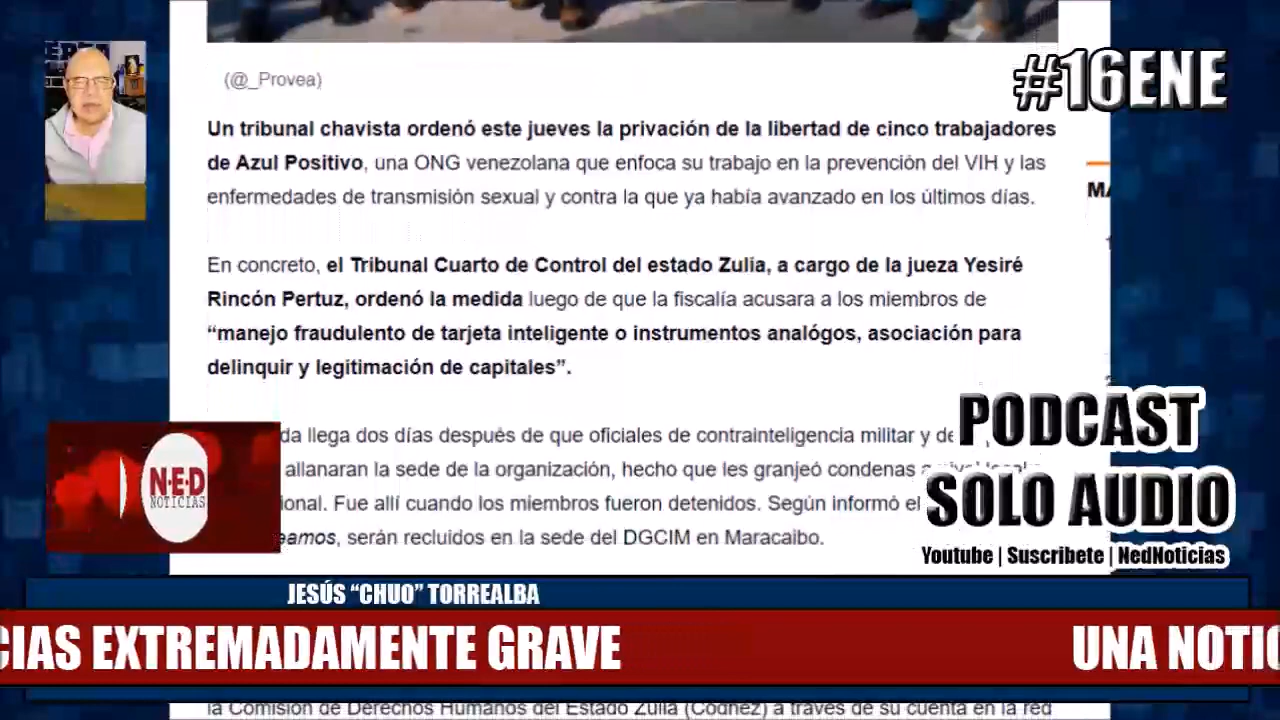 (@_Provea)
#16ENE
Un tribunal chavista ordenó este jueves la privación de la libertad de cinco trabajadores
de Azul Positivo, una ONG venezolana que enfoca su trabajo en la prevención del VIH y las
enfermedades de transmisión sexual y contra la que ya había avanzado en los últimos días.
MA
En concreto, el Tribunal Cuarto de Control del estado Zulia, a cargo de la jueza Yesiré
Rincón Pertuz, ordenó la medida luego de que la fiscalía acusara a los miembros de
“manejo fraudulento de tarjeta inteligente o instrumentos analógos, asociación para
delinquir y legitimación de capitales”.
da llega dos días después de que oficiales de contrainteligencia militar y de
allanaran la sede de la organización, hecho que les granjeó condenas a nivel
ional. Fue allí cuando los miembros fueron detenidos. Según informó el
eamos, serán recluidos en la sede del DGCIM en Maracaibo.
N·E·D
NOTICIAS
PODCAST
SOLO AUDIO
Youtube | Suscribete | NedNoticias
JESÚS “CHUO” TORREALBA
CIAS EXTREMADAMENTE GRAVE
UNA NOTIC
la Comisión de Derechos Humanos del Estado Zulia (Codhez) a través de su cuenta en la red